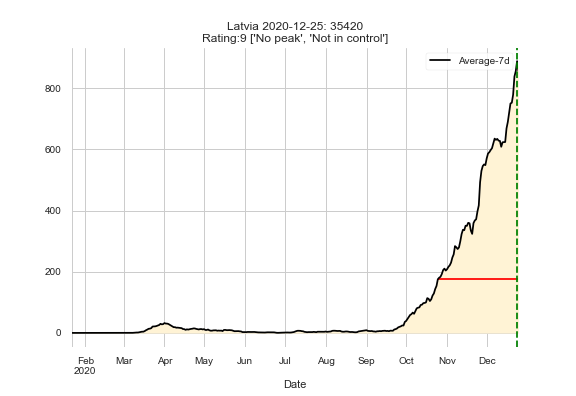 Latvia 2020-12-25: 35420
Rating:9 ['No peak', 'Not in control']
Average-7d
800
600
400
200
0
Feb Mar Apr May Jun Jul Aug Sep Oct Nov Dec
2020
Date